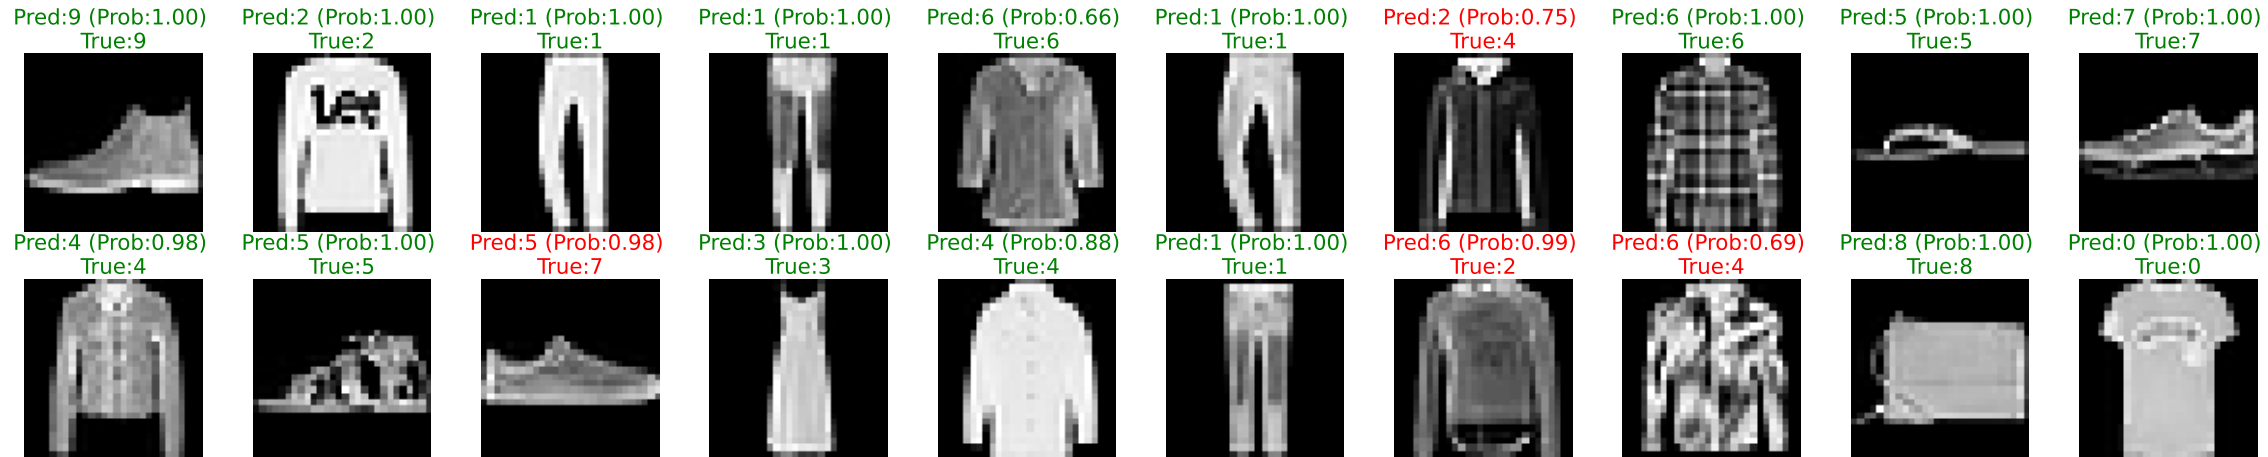 Pred:9 (Prob:1.00) Pred:2 (Prob:1.00) Pred:1 (Prob:1.00) Pred:1 (Prob:1.00) Pred:6 (Prob:0.66) Pred:1 (Prob:1.00) Pred:2 (Prob:0.75) Pred:6 (Prob:1.00) Pred:5 (Prob:1.00) Pred:7 (Prob:1.00)
True:9 True:2 True:1 True:1 True:6 True:1 True:4 True:6 True:5 True:7
Lee
Pred:4 (Prob:0.98) Pred:5 (Prob:1.00) Pred:5 (Prob:0.98) Pred:3 (Prob:1.00) Pred:4 (Prob:0.88) Pred:1 (Prob:1.00) Pred:6 (Prob:0.99) Pred:6 (Prob:0.69) Pred:8 (Prob:1.00) Pred:0 (Prob:1.00)
True:4 True:5 True:7 True:3 True:4 True:1 True:2 True:4 True:8 True:0